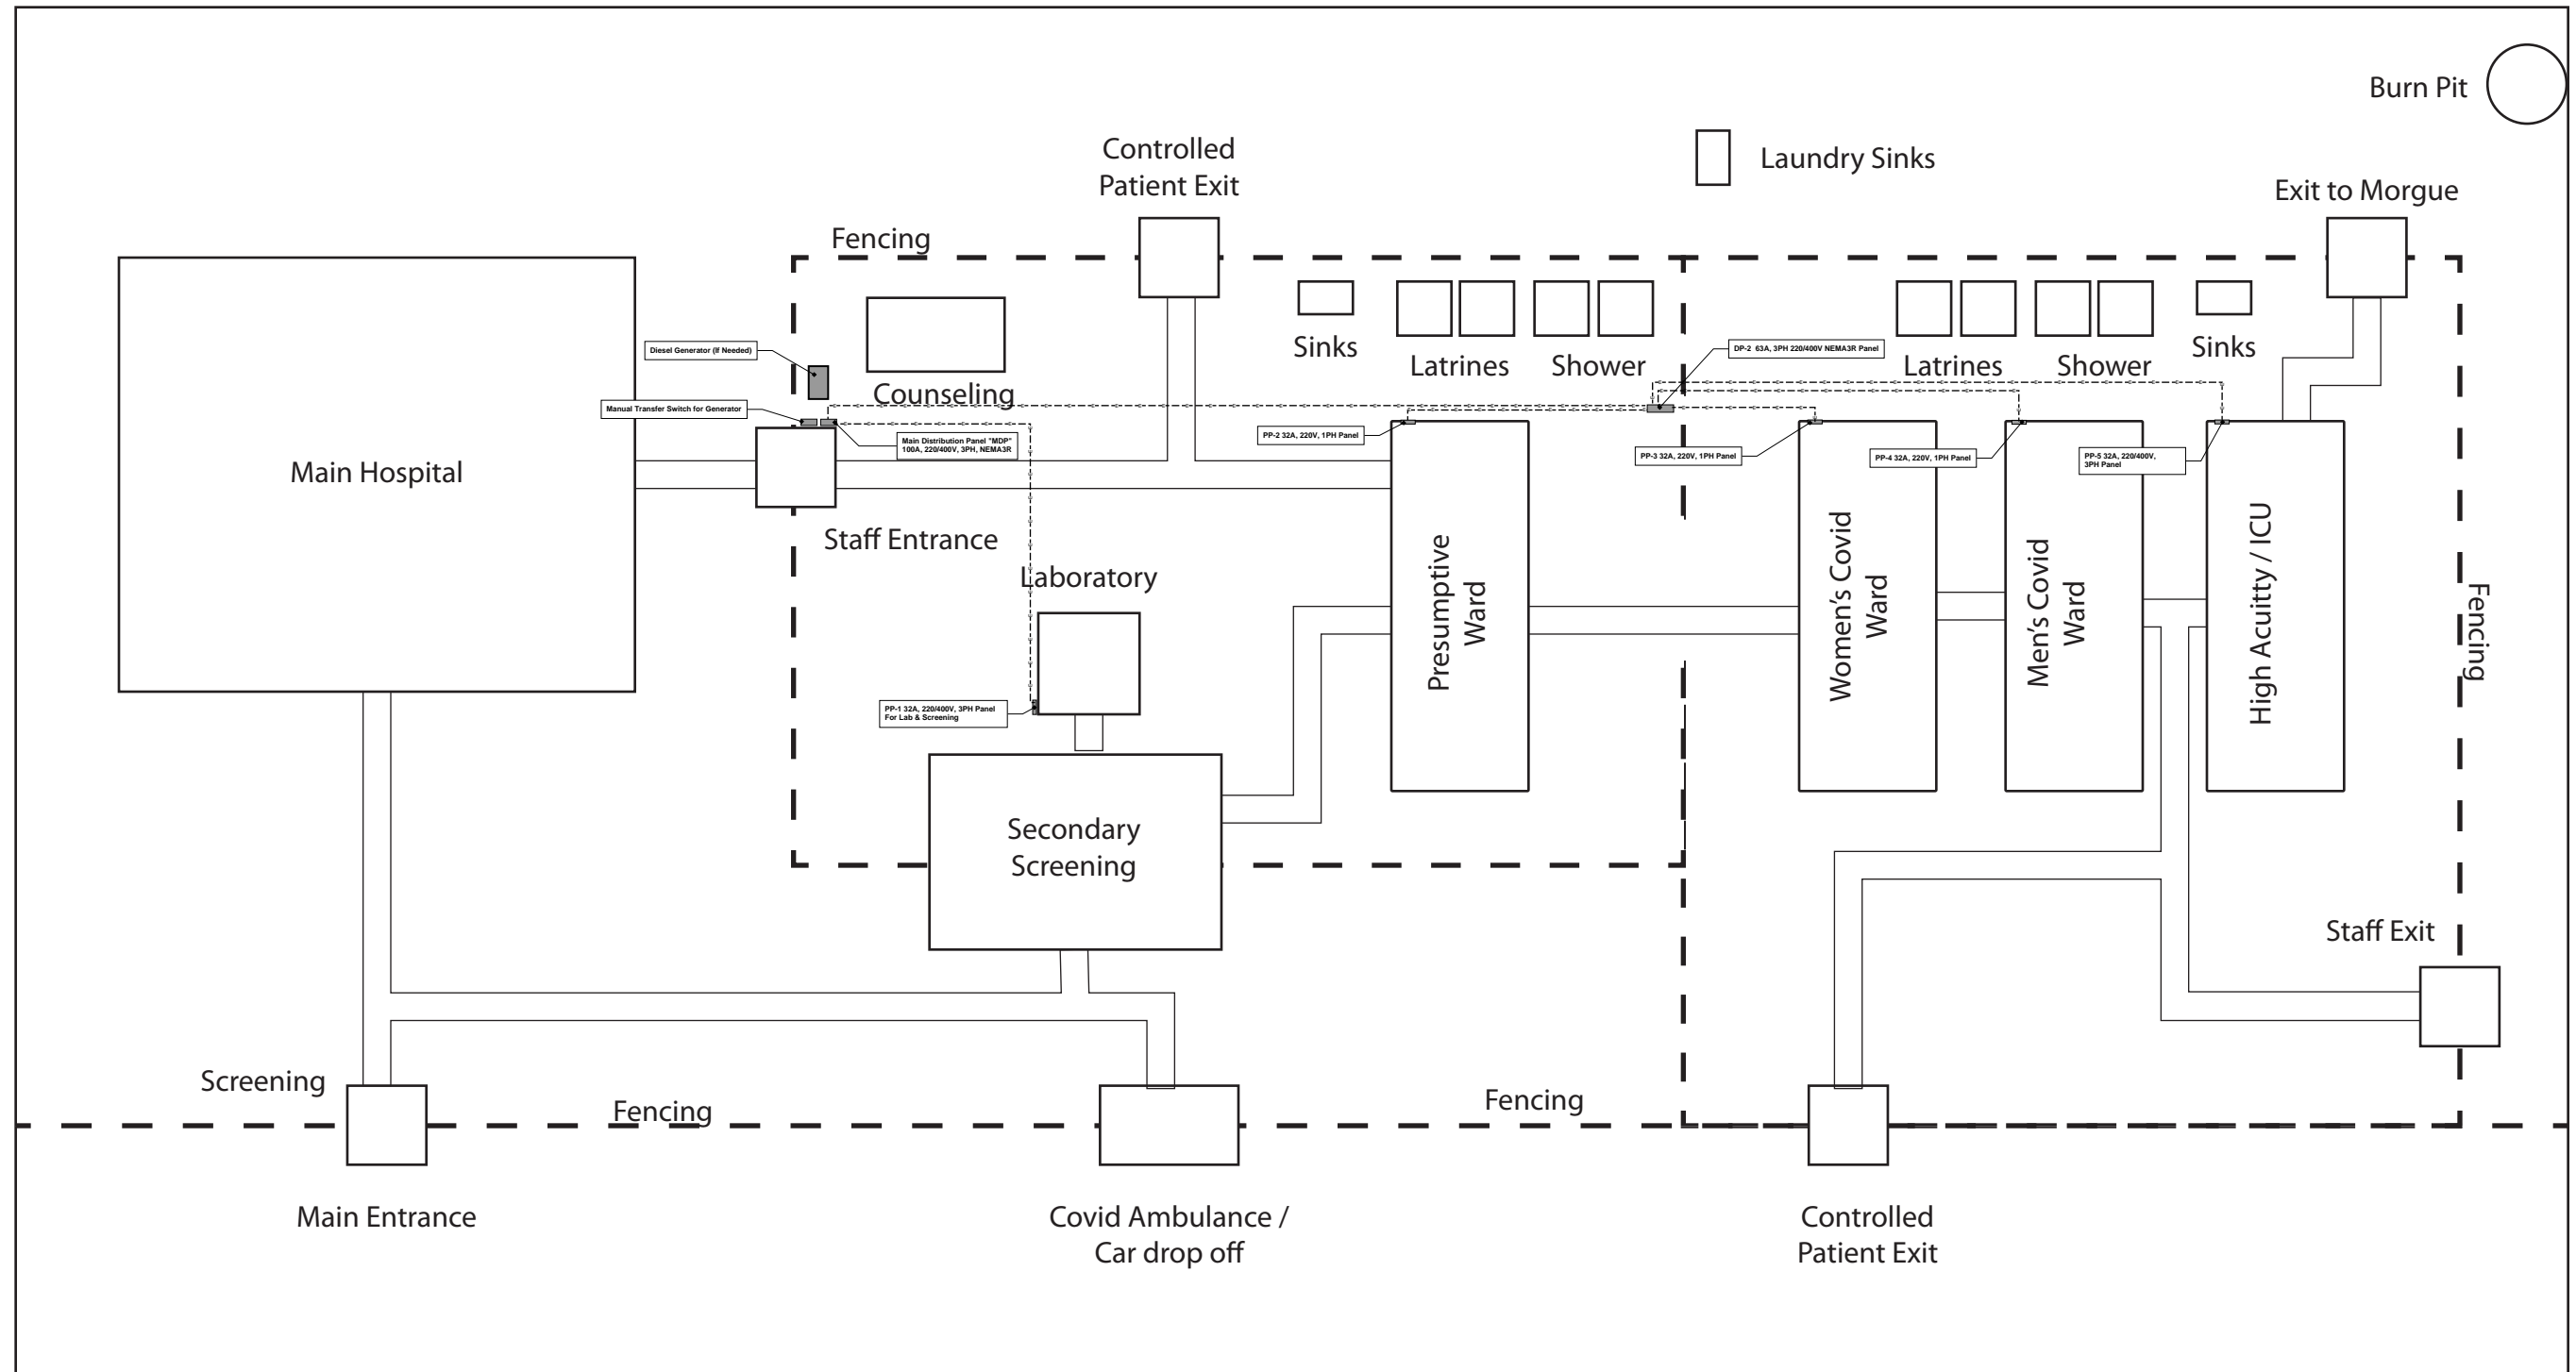 Burn Pit
Controlled
Patient Exit
Laundry Sinks
Exit to Morgue
Fencing
Sinks
Latrines
Shower
Latrines
Shower
Sinks
Diesel Generator (If Needed)
DP-2  63A, 3PH 220/400V NEMA3R Panel
Counseling
Manual Transfer Switch for Generator
Main Distribution Panel "MDP"
100A, 220/400V, 3PH, NEMA3R
PP-2 32A, 220V, 1PH Panel
PP-3 32A, 220V, 1PH Panel
PP-4 32A, 220V, 1PH Panel
PP-5 32A, 220/400V,
3PH Panel
Main Hospital
Staff Entrance
Laboratory
Presumptive
Ward
Women's Covid
Ward
Men's Covid
Ward
High Acuitty / ICU
Fencing
PP-1 32A, 220/400V, 3PH Panel
For Lab & Screening
Secondary
Screening
Staff Exit
Screening
Fencing
Fencing
Main Entrance
Covid Ambulance /
Car drop off
Controlled
Patient Exit